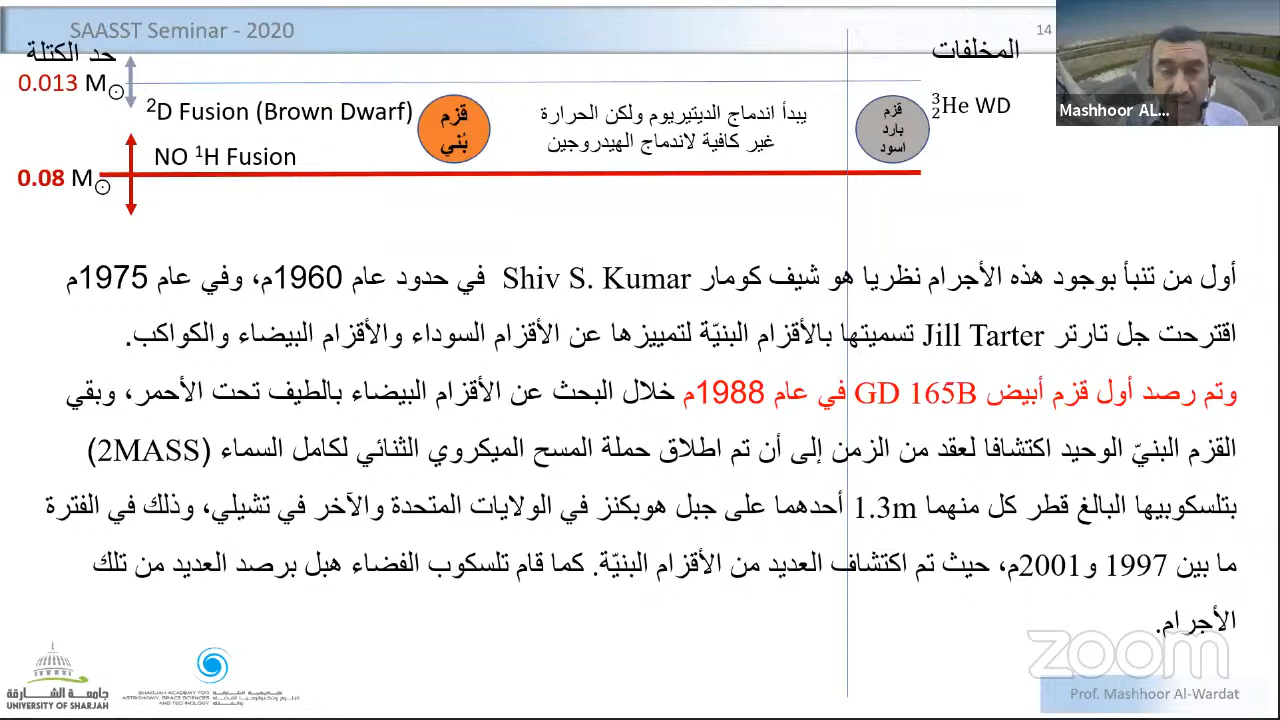 SAASST Seminar - 2020
14
حد الكتلة
المخلفات
0.013 M☉
²D Fusion (Brown Dwarf)
قزم
بُني
يبدأ اندماج الديتيريوم ولكن الحرارة
غير كافية لاندماج الهيدروجين
قزم
بارد
اسود
³₂He WD
Mashhoor AL...
NO ¹H Fusion
0.08 M☉
أول من تنبأ بوجود هذه الأجرام نظريا هو شيف كومار Shiv S. Kumar في حدود عام 1960م، وفي عام 1975م
اقترحت جل تارتر Jill Tarter تسميتها بالأقزام البنيّة لتمييزها عن الأقزام السوداء والأقزام البيضاء والكواكب.
وتم رصد أول قزم أبيض GD 165B في عام 1988م خلال البحث عن الأقزام البيضاء بالطيف تحت الأحمر، وبقي
القزم البنيّ الوحيد اكتشافا لعقد من الزمن إلى أن تم اطلاق حملة المسح الميكروي الثنائي لكامل السماء (2MASS)
بتلسكوبيها البالغ قطر كل منهما 1.3m أحدهما على جبل هوبكنز في الولايات المتحدة والآخر في تشيلي، وذلك في الفترة
ما بين 1997 و2001م، حيث تم اكتشاف العديد من الأقزام البنيّة. كما قام تلسكوب الفضاء هبل برصد العديد من تلك
الأجرام.
zoom
جامعة الشارقة
UNIVERSITY OF SHARJAH
SHARJAH ACADEMY FOR
ASTRONOMY, SPACE SCIENCES
AND TECHNOLOGY
Prof. Mashhoor Al-Wardat